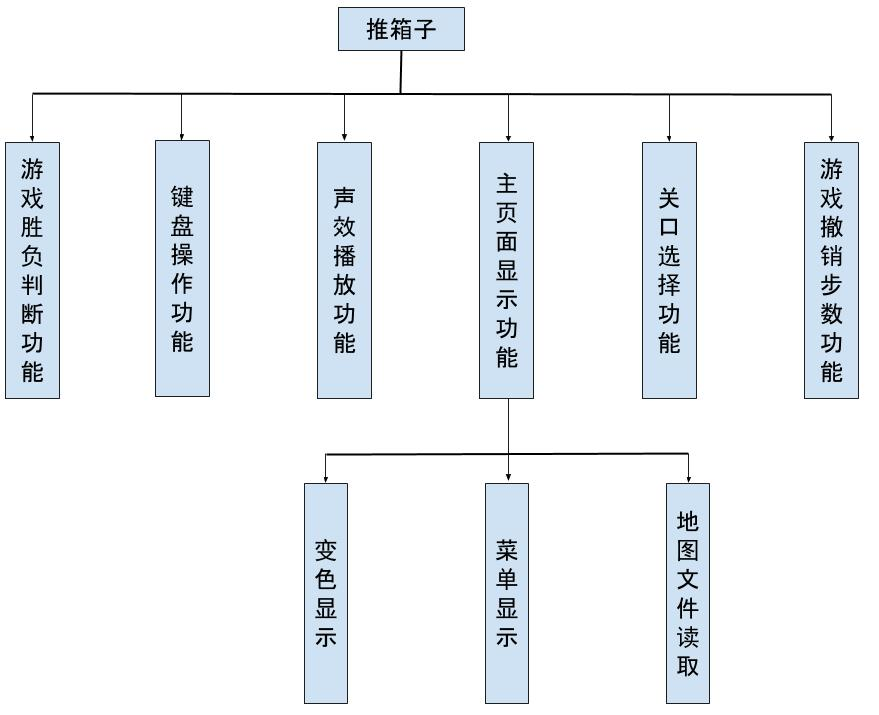 推箱子
游戏胜负判断功能
键盘操作功能
声效播放功能
主页面显示功能
关口选择功能
游戏撤销步数功能
变色显示
菜单显示
地图文件读取